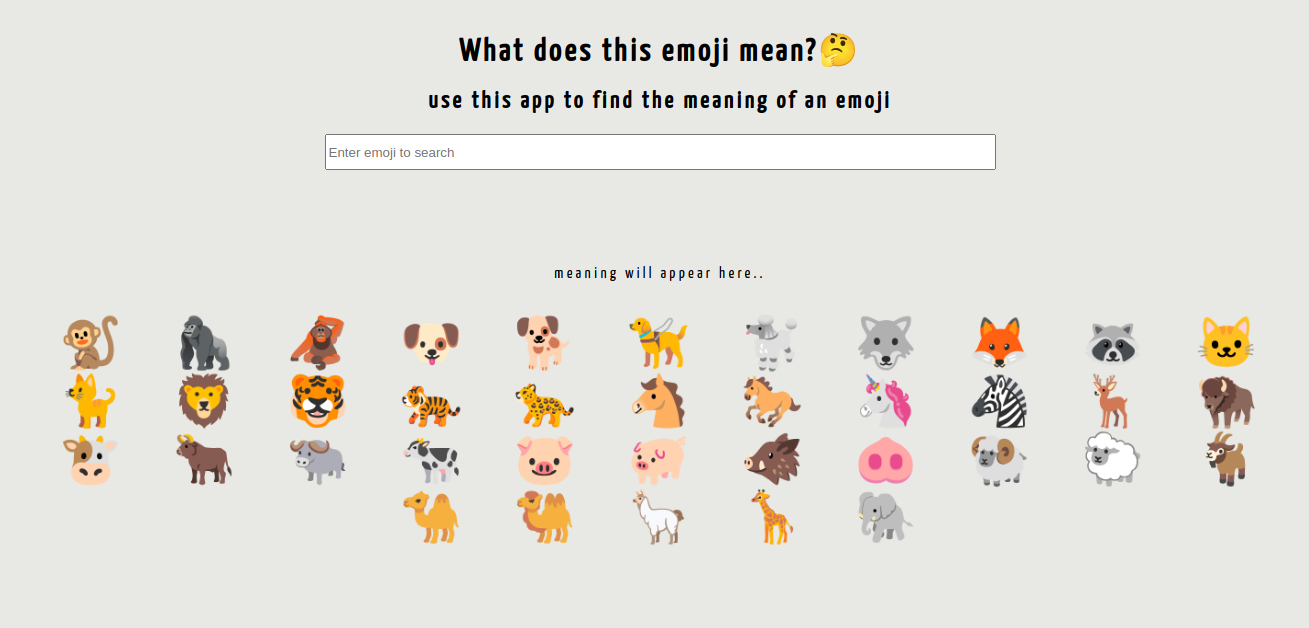 What does this emoji mean?🤔
use this app to find the meaning of an emoji
Enter emoji to search
meaning will appear here..